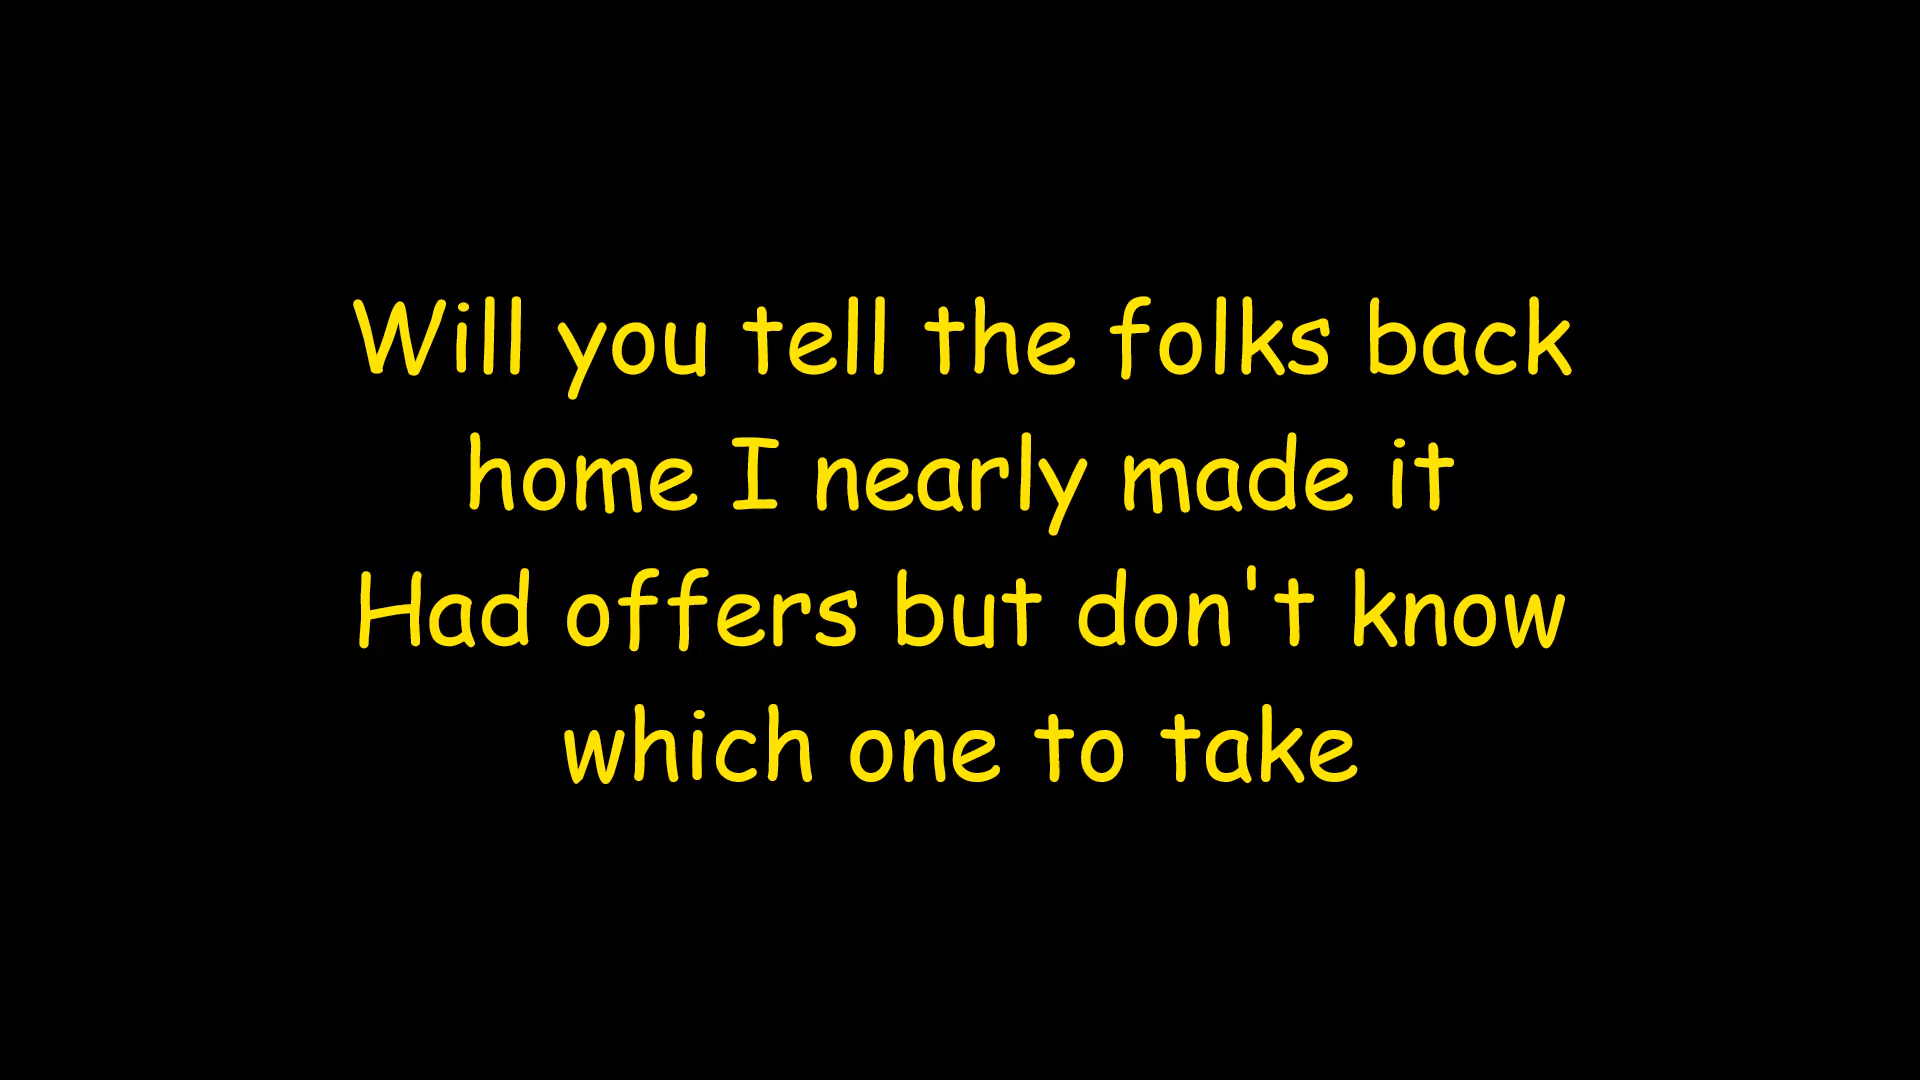 Will you tell the folks back
home I nearly made it
Had offers but don't know
which one to take